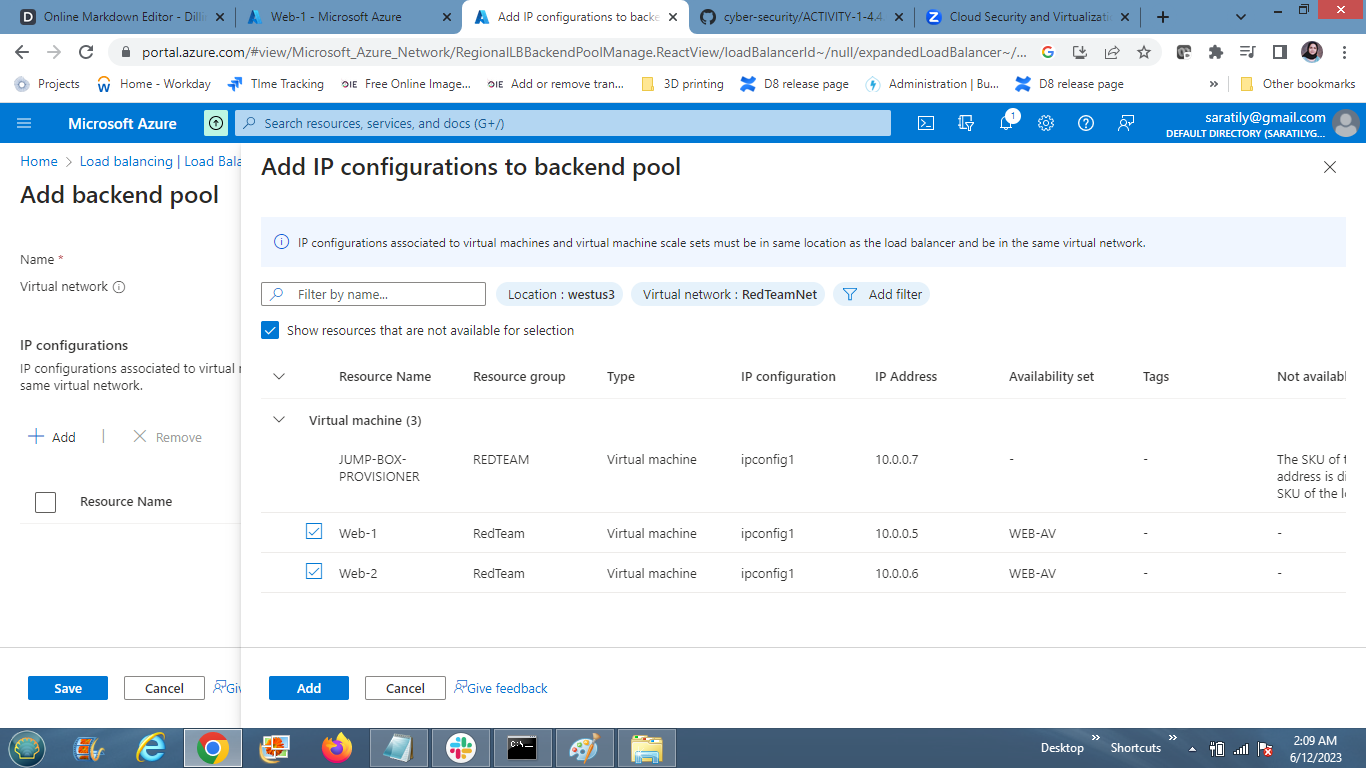 Online Markdown Editor - Dilli
Web-1 - Microsoft Azure
Add IP configurations to backe
cyber-security/ACTIVITY-1-4.4.
Cloud Security and Virtualizati
portal.azure.com/#view/Microsoft_Azure_Network/RegionalLBBackendPoolManage.ReactView/loadBalancerId~/null/expandedLoadBalancer~/...
Projects
Home - Workday
TIme Tracking
OIE Free Online Image...
OIE Add or remove tran...
3D printing
D8 release page
Administration | Bu...
D8 release page
»
Other bookmarks
Microsoft Azure
Search resources, services, and docs (G+/)
1
saratily@gmail.com
DEFAULT DIRECTORY (SARATILYG...
Home > Load balancing | Load Bala
Add backend pool
Name *
Virtual network
IP configurations
IP configurations associated to virtual
same virtual network.
Add
Remove
Resource Name
Save
Cancel
Giv
Add IP configurations to backend pool
IP configurations associated to virtual machines and virtual machine scale sets must be in same location as the load balancer and be in the same virtual network.
Filter by name...
Location : westus3
Virtual network : RedTeamNet
Add filter
Show resources that are not available for selection
Resource Name Resource group Type IP configuration IP Address Availability set Tags Not availabl
Virtual machine (3)
JUMP-BOX-PROVISIONER REDTEAM Virtual machine ipconfig1 10.0.0.7 - - The SKU of t
address is di
SKU of the l
Web-1 RedTeam Virtual machine ipconfig1 10.0.0.5 WEB-AV - -
Web-2 RedTeam Virtual machine ipconfig1 10.0.0.6 WEB-AV - -
Add
Cancel
Give feedback
Desktop »
Shortcuts »
2:09 AM
6/12/2023